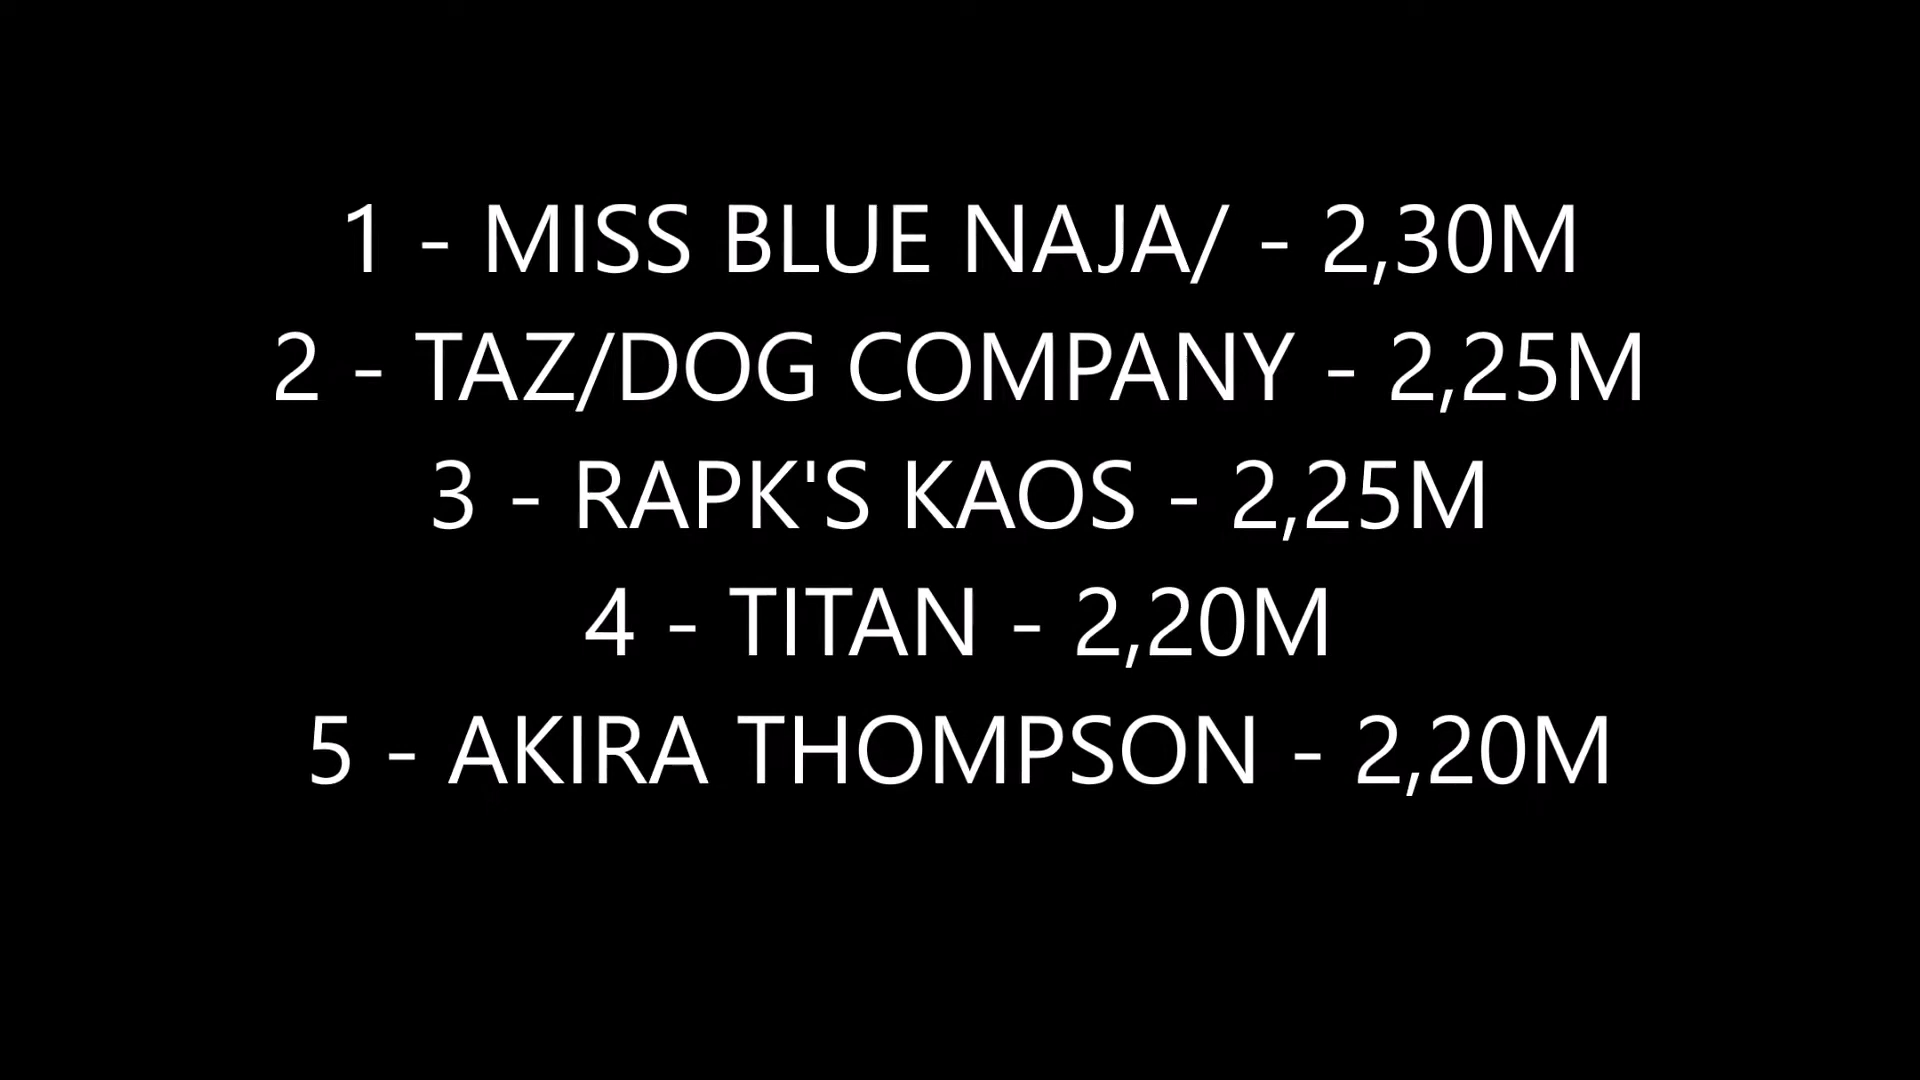 1 - MISS BLUE NAJA/ - 2,30M
2 - TAZ/DOG COMPANY - 2,25M
3 - RAPK'S KAOS - 2,25M
4 - TITAN - 2,20M
5 - AKIRA THOMPSON - 2,20M